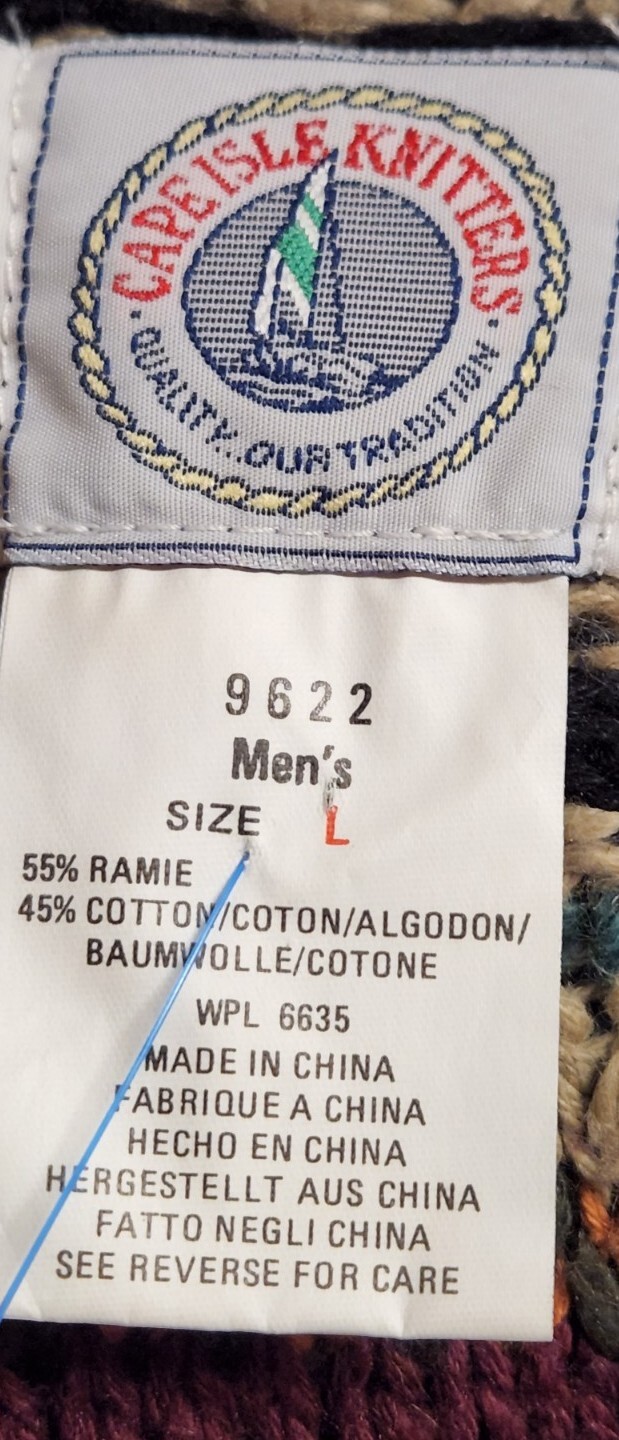 CAPE ISLE KNITTERS
· QUALITY...OUR TRADITION ·
9622
Men's
SIZE L
55% RAMIE
45% COTTON/COTON/ALGODON/
BAUMWOLLE/COTONE
WPL 6635
MADE IN CHINA
FABRIQUE A CHINA
HECHO EN CHINA
HERGESTELLT AUS CHINA
FATTO NEGLI CHINA
SEE REVERSE FOR CARE